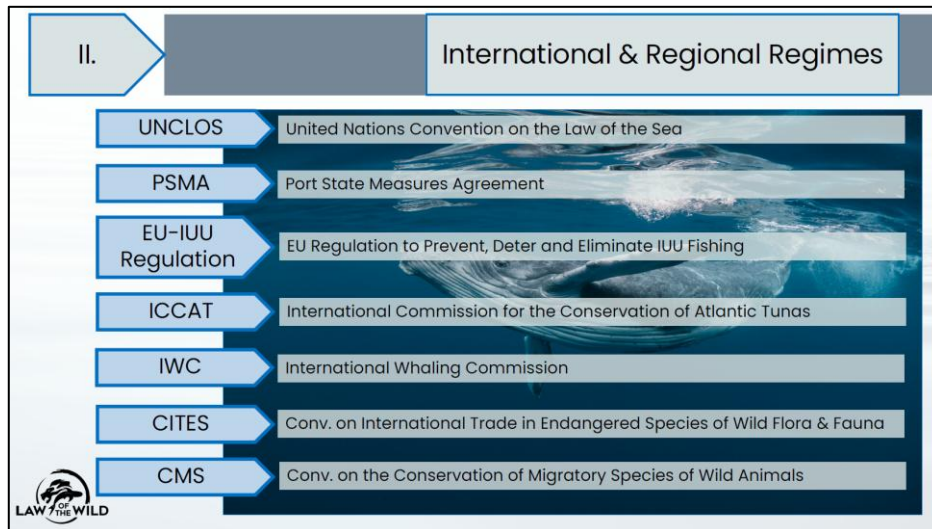 II.
International & Regional Regimes
UNCLOS
United Nations Convention on the Law of the Sea
PSMA
Port State Measures Agreement
EU-IUU
Regulation
EU Regulation to Prevent, Deter and Eliminate IUU Fishing
ICCAT
International Commission for the Conservation of Atlantic Tunas
IWC
International Whaling Commission
CITES
Conv. on International Trade in Endangered Species of Wild Flora & Fauna
CMS
Conv. on the Conservation of Migratory Species of Wild Animals
LAW OF THE WILD